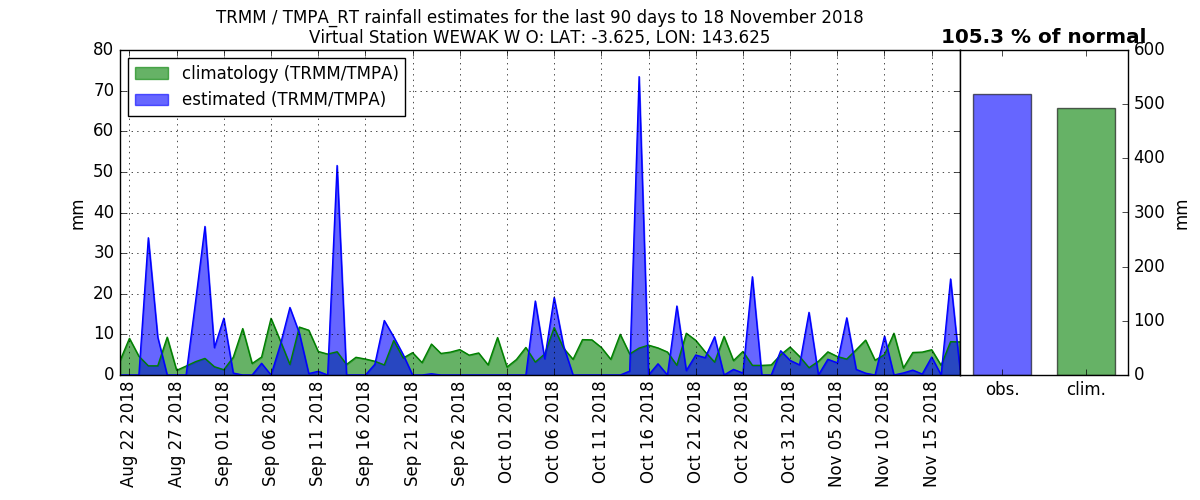 TRMM / TMPA_RT rainfall estimates for the last 90 days to 18 November 2018
Virtual Station WEWAK W O: LAT: -3.625, LON: 143.625
105.3 % of normal
climatology (TRMM/TMPA)
estimated (TRMM/TMPA)
80
70
60
50
40
30
20
10
0
mm
600
500
400
300
200
100
0
mm
obs.
clim.
Aug 22 2018
Aug 27 2018
Sep 01 2018
Sep 06 2018
Sep 11 2018
Sep 16 2018
Sep 21 2018
Sep 26 2018
Oct 01 2018
Oct 06 2018
Oct 11 2018
Oct 16 2018
Oct 21 2018
Oct 26 2018
Oct 31 2018
Nov 05 2018
Nov 10 2018
Nov 15 2018